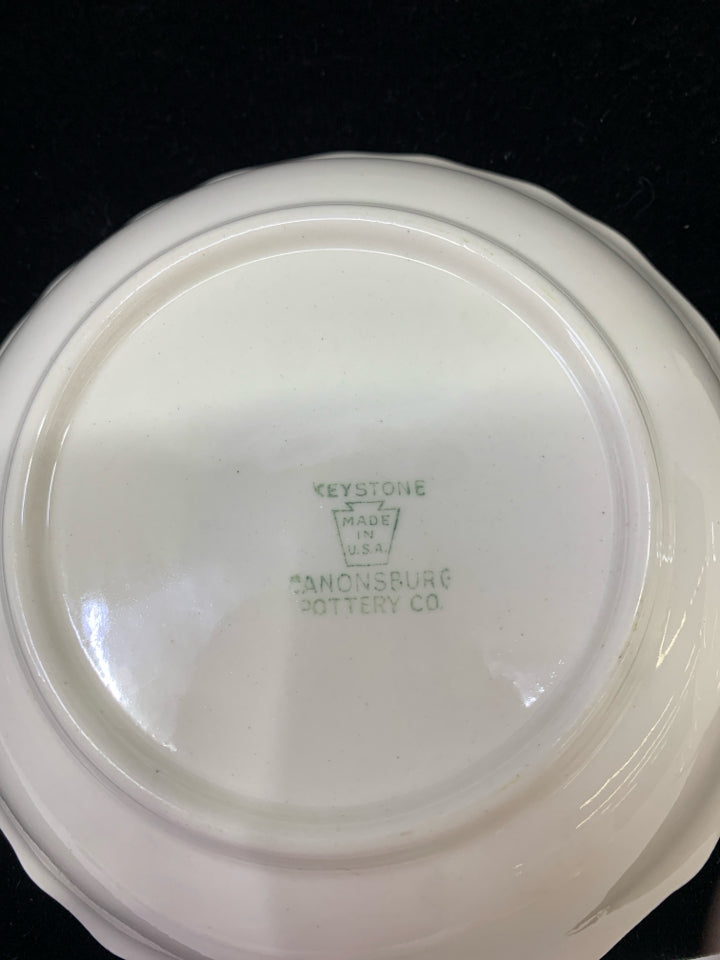 KEYSTONE
MADE
IN
U.S.A.
CANONSBURG
POTTERY CO.